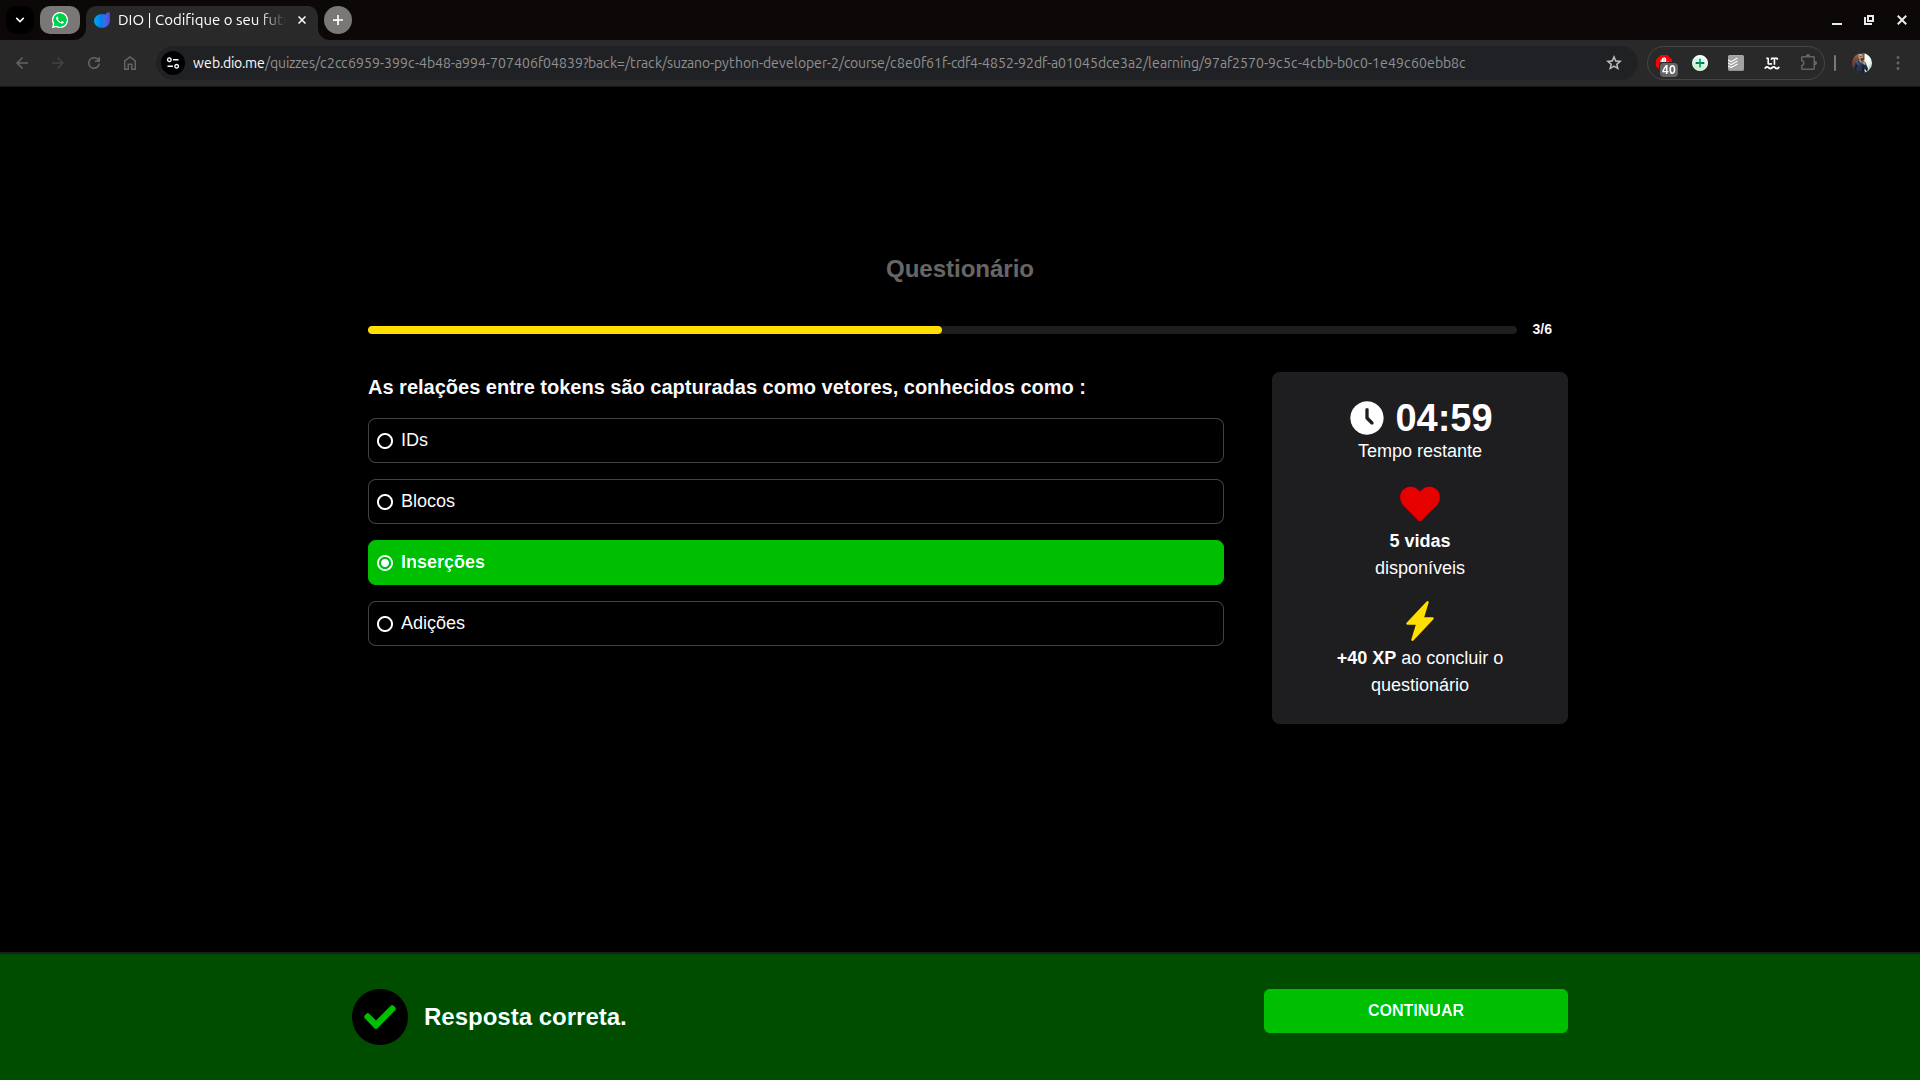 DIO | Codifique o seu fut
web.dio.me/quizzes/c2cc6959-399c-4b48-a994-707406f04839?back=/track/suzano-python-developer-2/course/c8e0f61f-cdf4-4852-92df-a01045dce3a2/learning/97af2570-9c5c-4cbb-b0c0-1e49c60ebb8c
40
LT
Questionário
3/6
As relações entre tokens são capturadas como vetores, conhecidos como :
IDs
Blocos
Inserções
Adições
04:59
Tempo restante
5 vidas
disponíveis
+40 XP ao concluir o
questionário
Resposta correta.
CONTINUAR